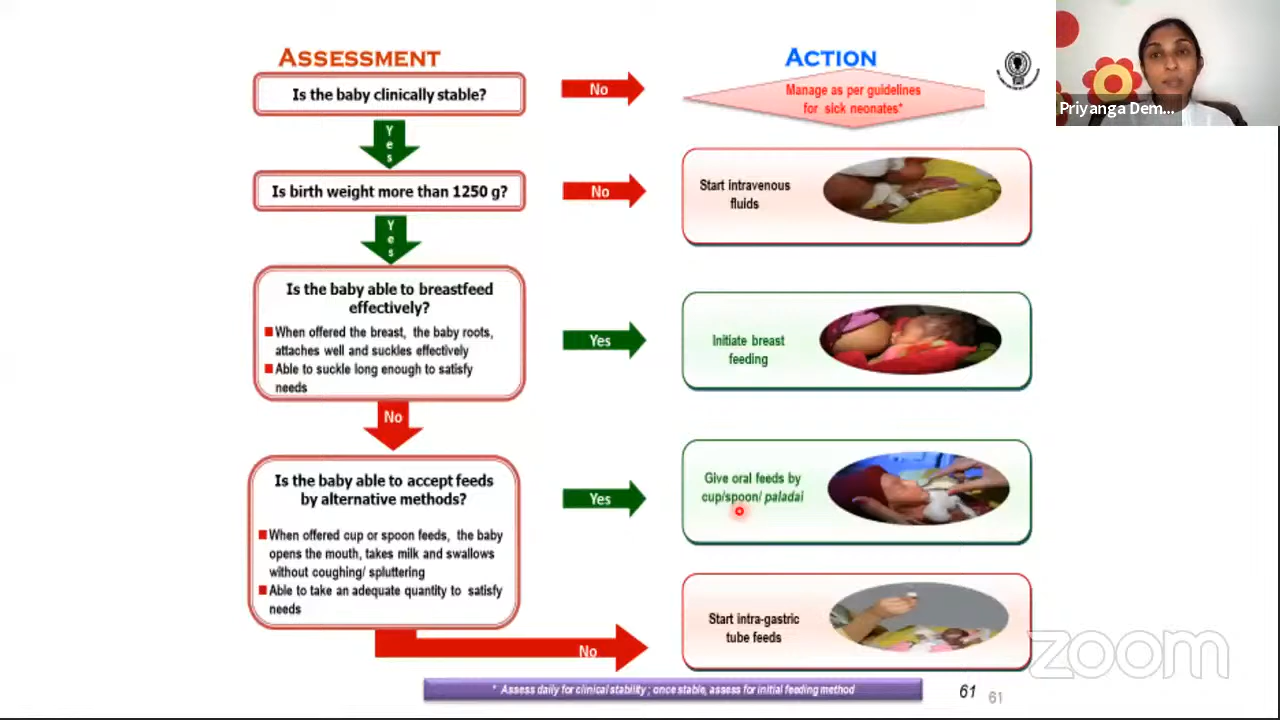 ASSESSMENT
ACTION
Is the baby clinically stable?
No
Manage as per guidelines
for sick neonates*
Priyanga Dem...
Yes
Is birth weight more than 1250 g?
No
Start intravenous
fluids
Yes
Is the baby able to breastfeed
effectively?
When offered the breast, the baby roots,
attaches well and suckles effectively
Able to suckle long enough to satisfy
needs
Yes
Initiate breast
feeding
No
Is the baby able to accept feeds
by alternative methods?
When offered cup or spoon feeds, the baby
opens the mouth, takes milk and swallows
without coughing/ spluttering
Able to take an adequate quantity to satisfy
needs
Yes
Give oral feeds by
cup/spoon/ paladai
No
Start intra-gastric
tube feeds
zoom
* Assess daily for clinical stability ; once stable, assess for initial feeding method
61
61